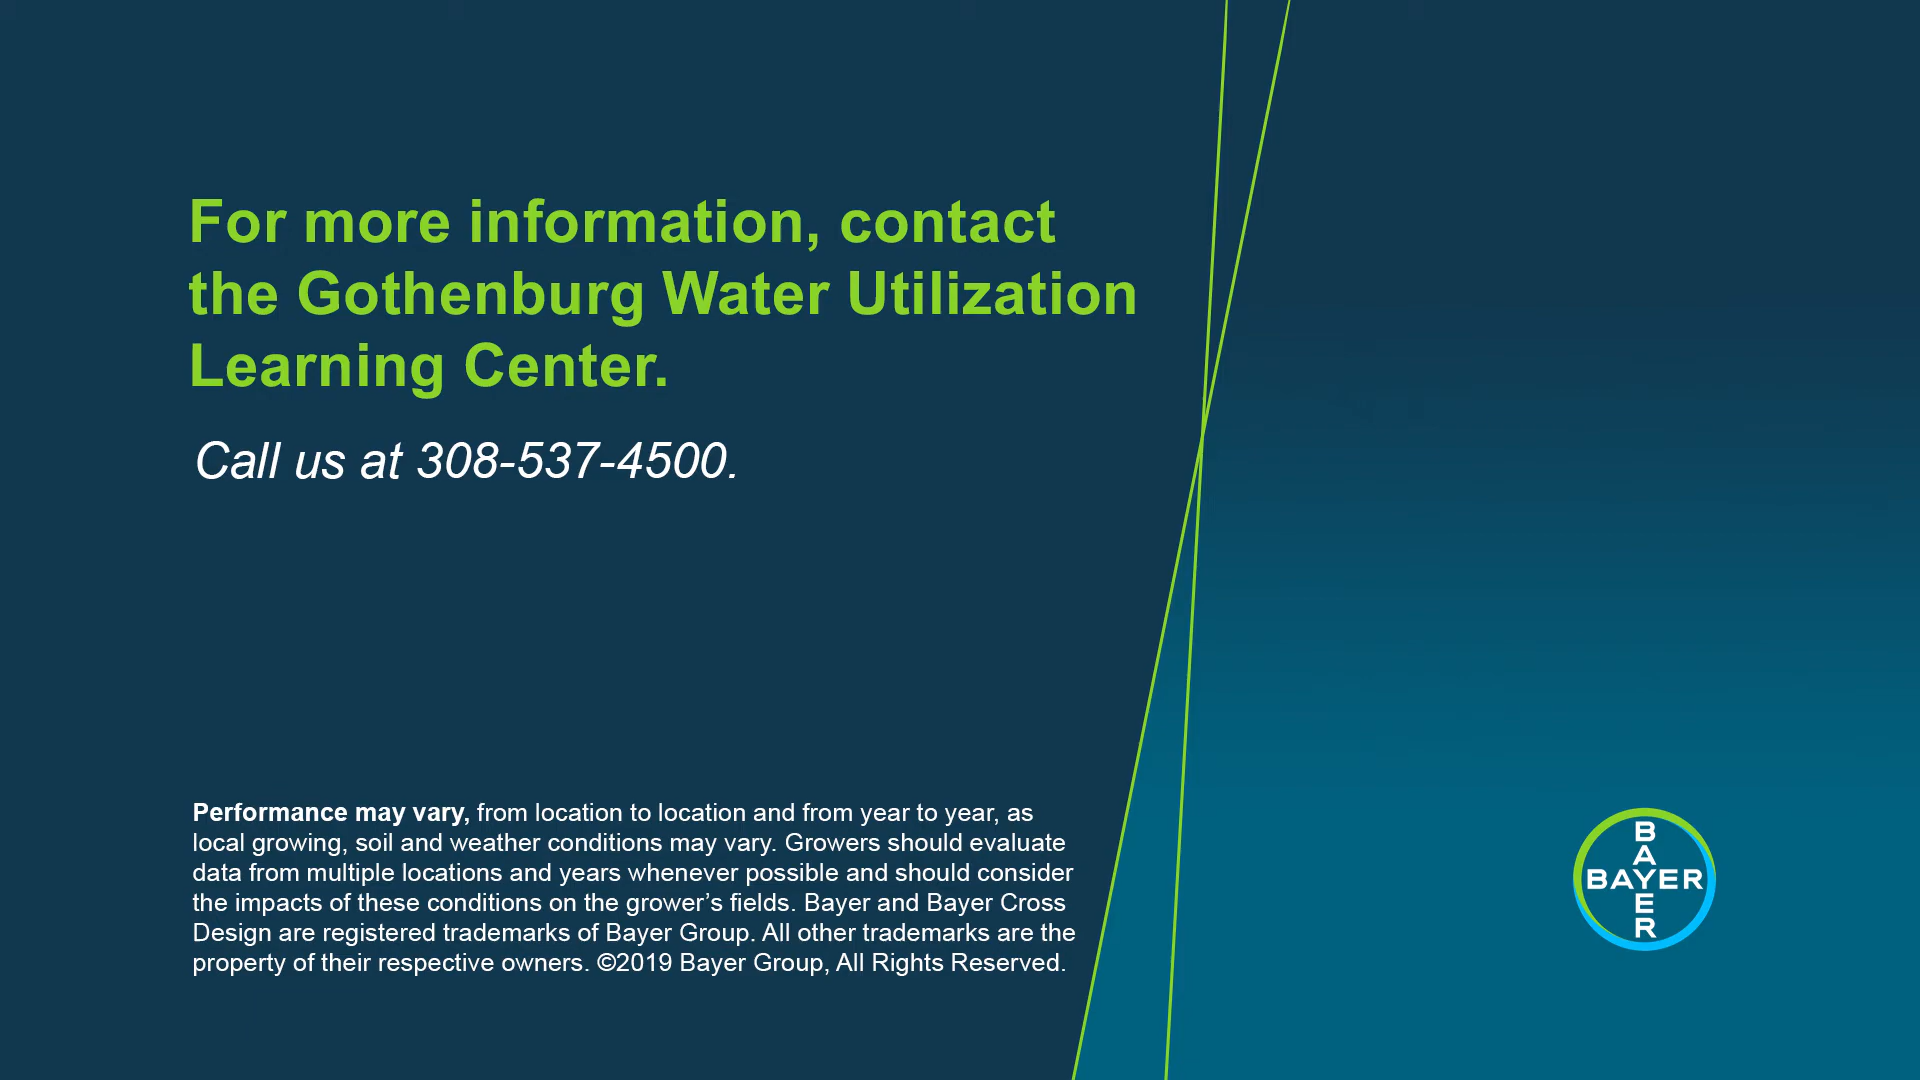 For more information, contact
the Gothenburg Water Utilization
Learning Center.
Call us at 308-537-4500.
Performance may vary, from location to location and from year to year, as
local growing, soil and weather conditions may vary. Growers should evaluate
data from multiple locations and years whenever possible and should consider
the impacts of these conditions on the grower’s fields. Bayer and Bayer Cross
Design are registered trademarks of Bayer Group. All other trademarks are the
property of their respective owners. ©2019 Bayer Group, All Rights Reserved.
BAYER
BAYER